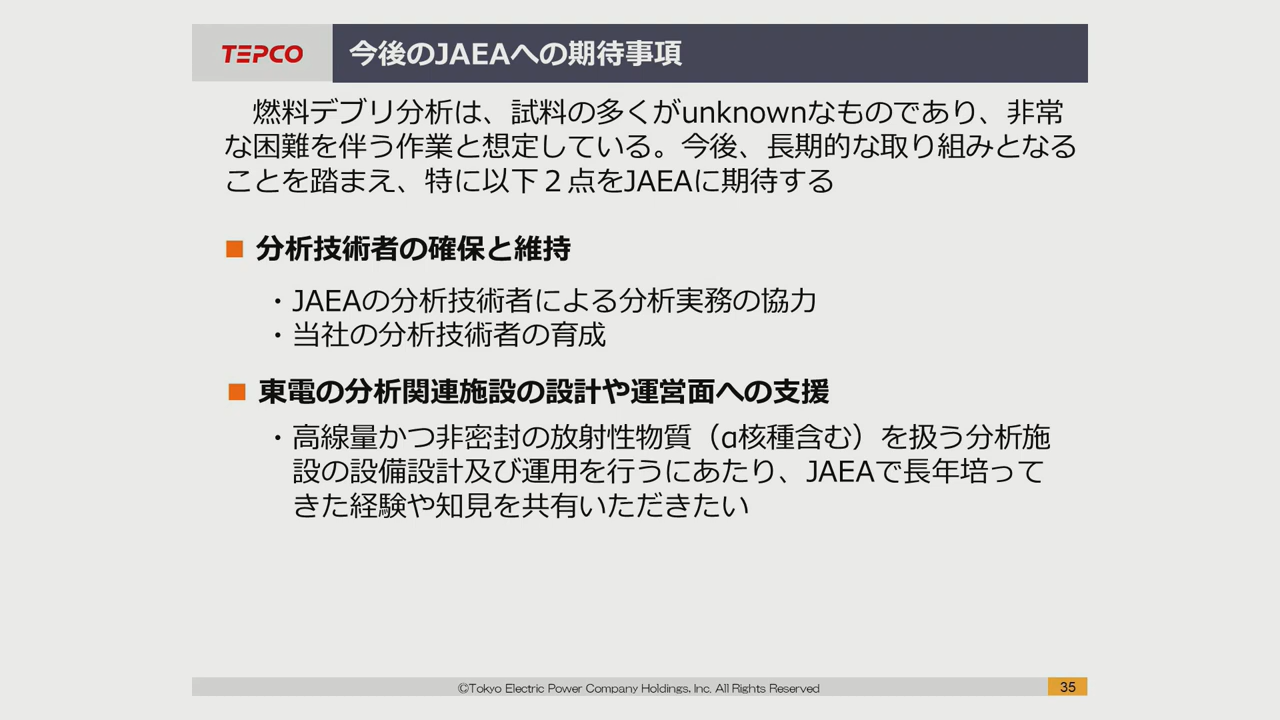 TEPCO
今後のJAEAへの期待事項
燃料デブリ分析は、試料の多くがunknownなものであり、非常
な困難を伴う作業と想定している。今後、長期的な取り組みとなる
ことを踏まえ、特に以下２点をJAEAに期待する
■ 分析技術者の確保と維持
・JAEAの分析技術者による分析実務の協力
・当社の分析技術者の育成
■ 東電の分析関連施設の設計や運営面への支援
・高線量かつ非密封の放射性物質（α核種含む）を扱う分析施
設の設備設計及び運用を行うにあたり、JAEAで長年培って
きた経験や知見を共有いただきたい
©Tokyo Electric Power Company Holdings, Inc. All Rights Reserved
35